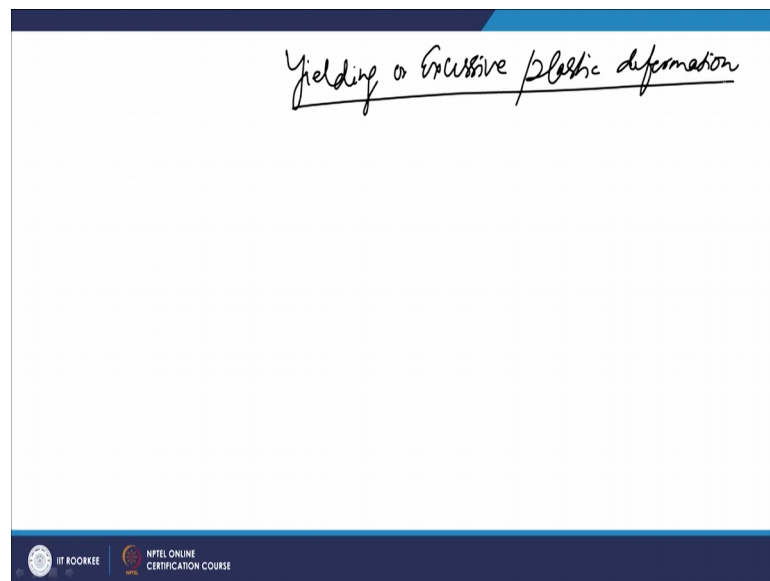 Yielding or Excessive plastic deformation
IIT ROORKEE
NPTEL ONLINE
CERTIFICATION COURSE